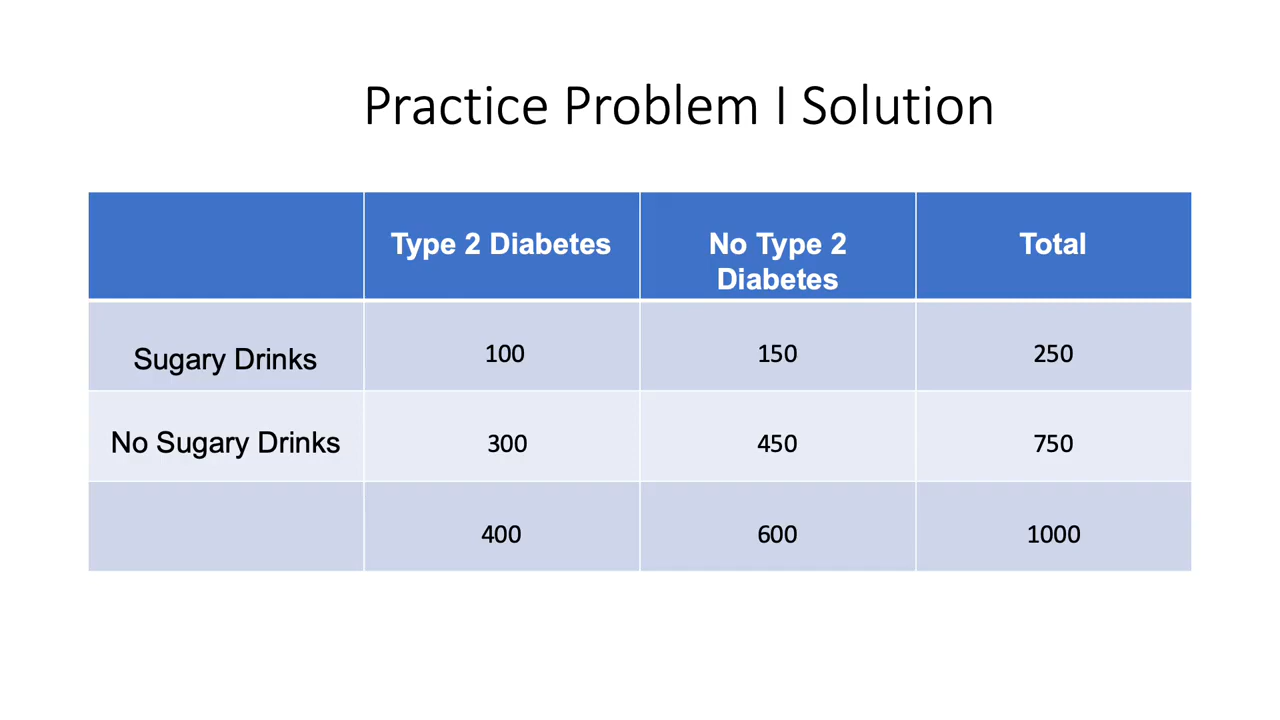 Practice Problem I Solution
Type 2 Diabetes
No Type 2
Diabetes
Total
Sugary Drinks
100
150
250
No Sugary Drinks
300
450
750
400
600
1000